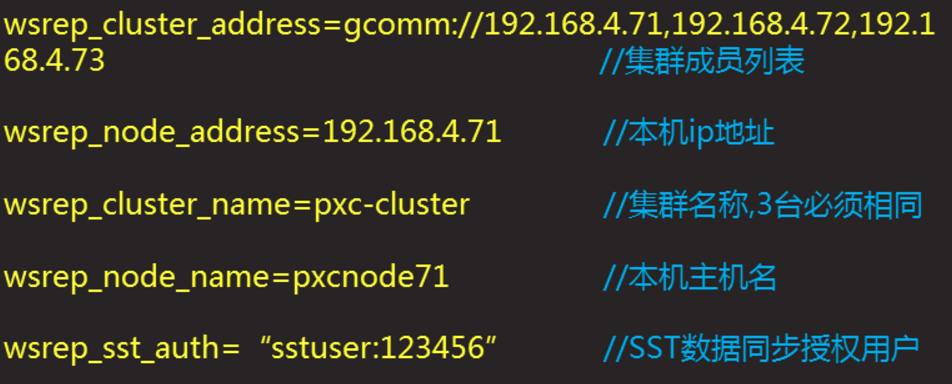 wsrep_cluster_address=gcomm://192.168.4.71,192.168.4.72,192.1
68.4.73 //集群成员列表
wsrep_node_address=192.168.4.71 //本机ip地址
wsrep_cluster_name=pxc-cluster //集群名称,3台必须相同
wsrep_node_name=pxcnode71 //本机主机名
wsrep_sst_auth=“sstuser:123456” //SST数据同步授权用户